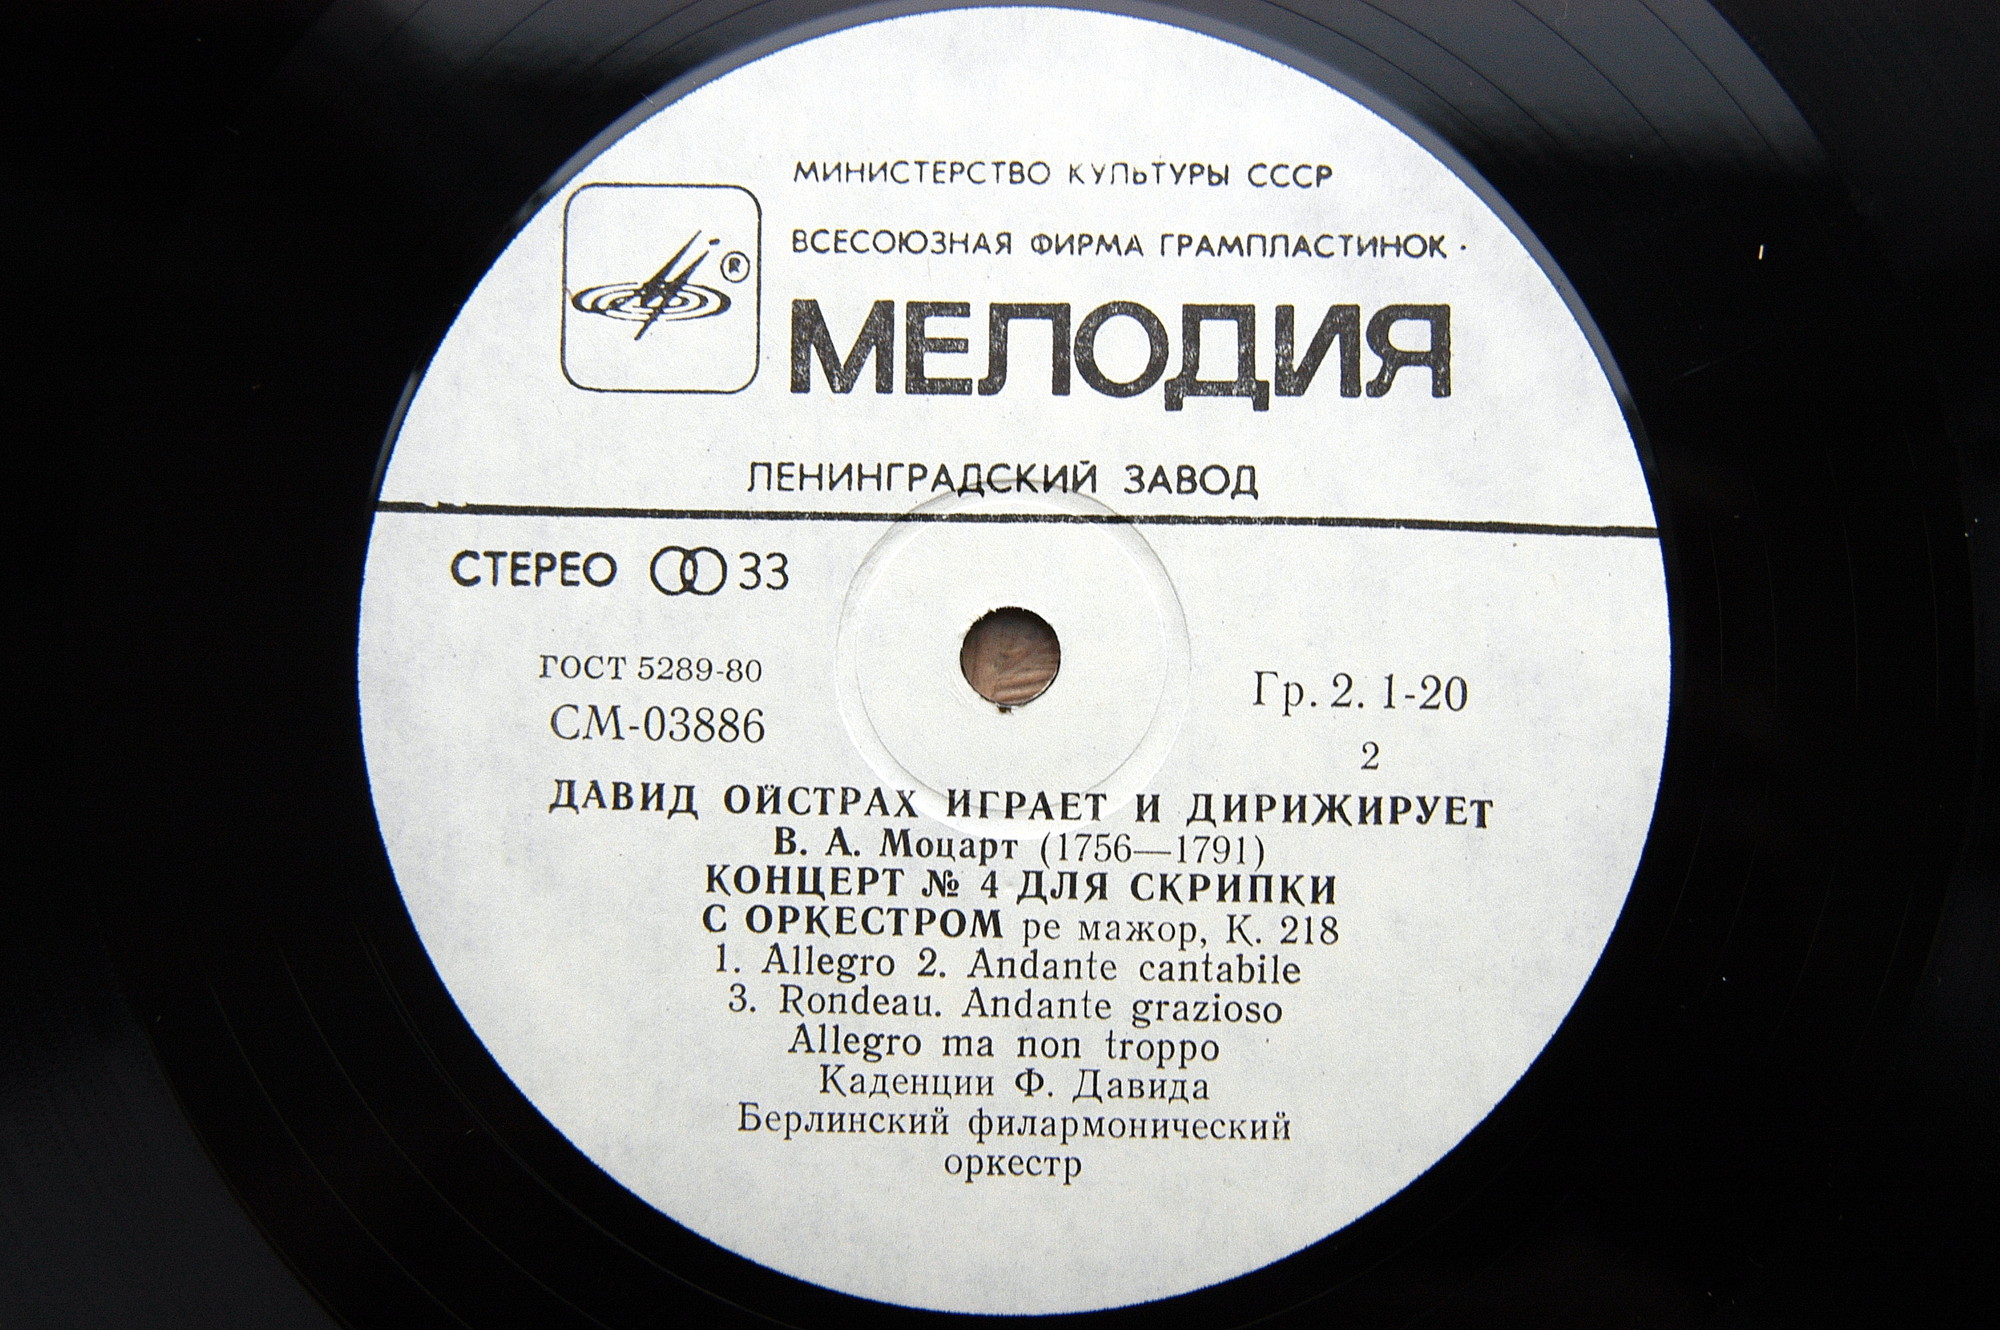 МИНИСТЕРСТВО КУЛЬТУРЫ СССР
ВСЕСОЮЗНАЯ ФИРМА ГРАМПЛАСТИНОК ·
®
МЕЛОДИЯ
ЛЕНИНГРАДСКИЙ ЗАВОД
СТЕРЕО 33
ГОСТ 5289-80
СМ-03886
Гр. 2. 1-20
2
ДАВИД ОЙСТРАХ ИГРАЕТ И ДИРИЖИРУЕТ
В. А. Моцарт (1756—1791)
КОНЦЕРТ № 4 ДЛЯ СКРИПКИ
С ОРКЕСТРОМ ре мажор, К. 218
1. Allegro 2. Andante cantabile
3. Rondeau. Andante grazioso
Allegro ma non troppo
Каденции Ф. Давида
Берлинский филармонический
оркестр